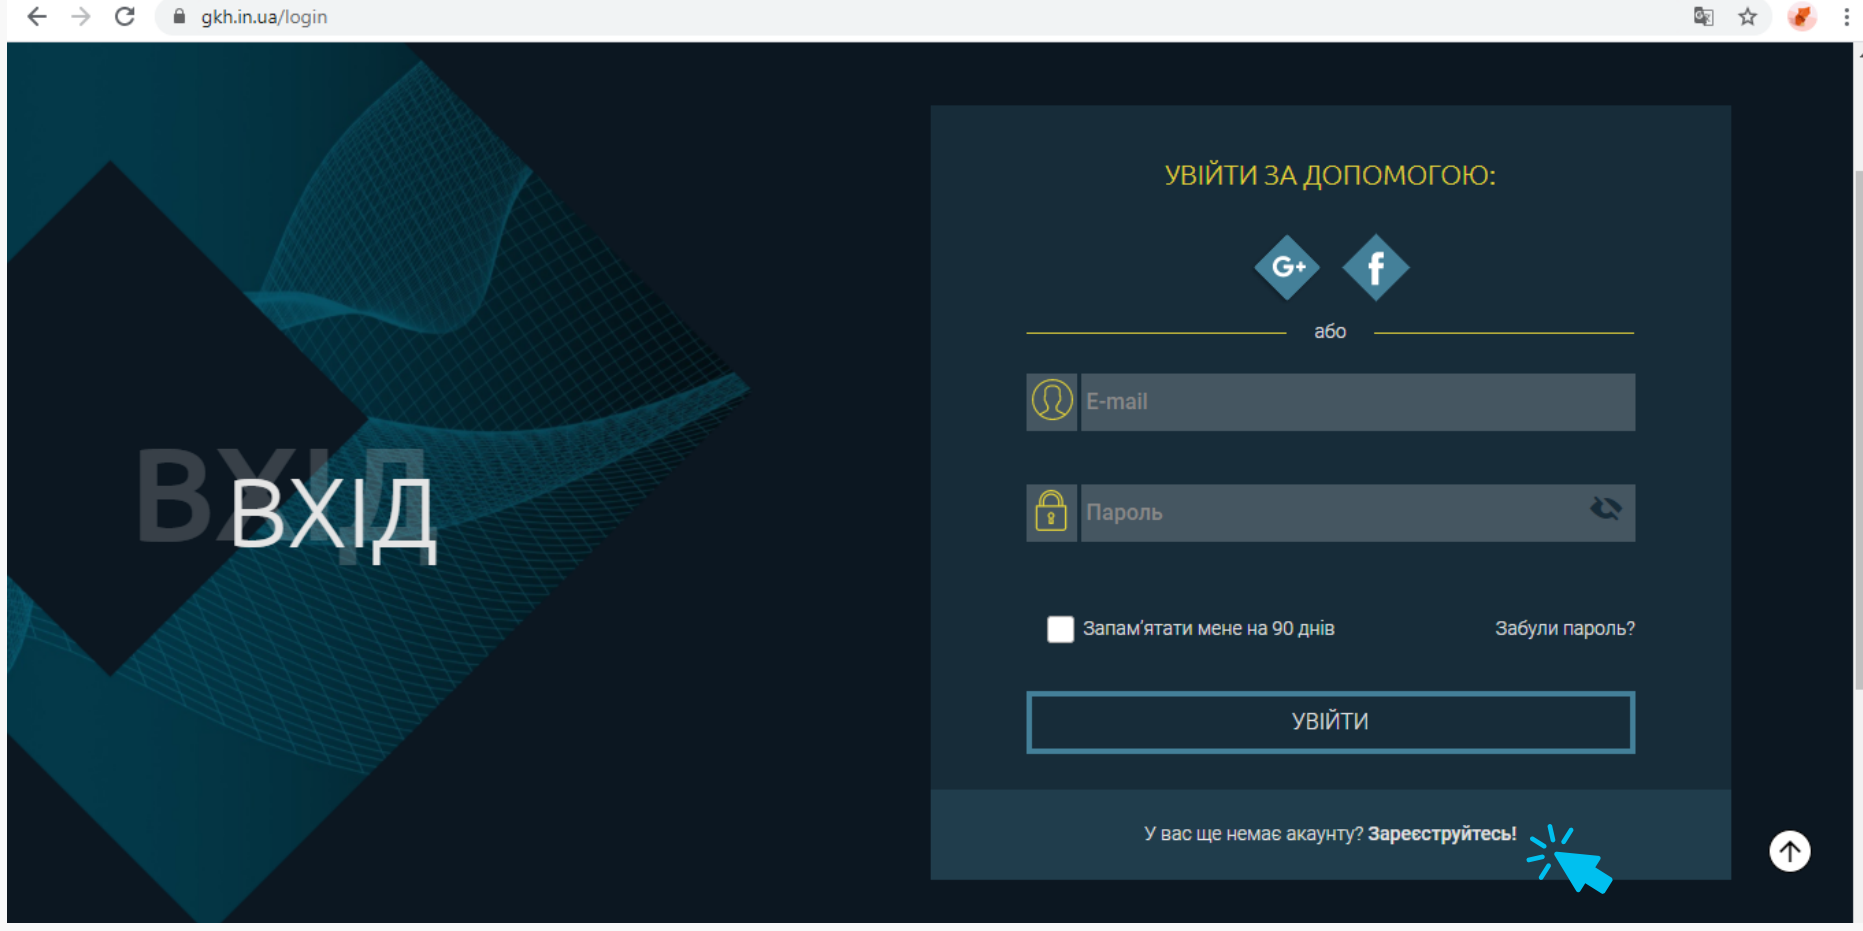 gkh.in.ua/login
УВІЙТИ ЗА ДОПОМОГОЮ:
G+ f
або
E-mail
ВХІД
ВХІД
Пароль
Запам'ятати мене на 90 днів
Забули пароль?
УВІЙТИ
У вас ще немає акаунту? Зареєструйтесь!